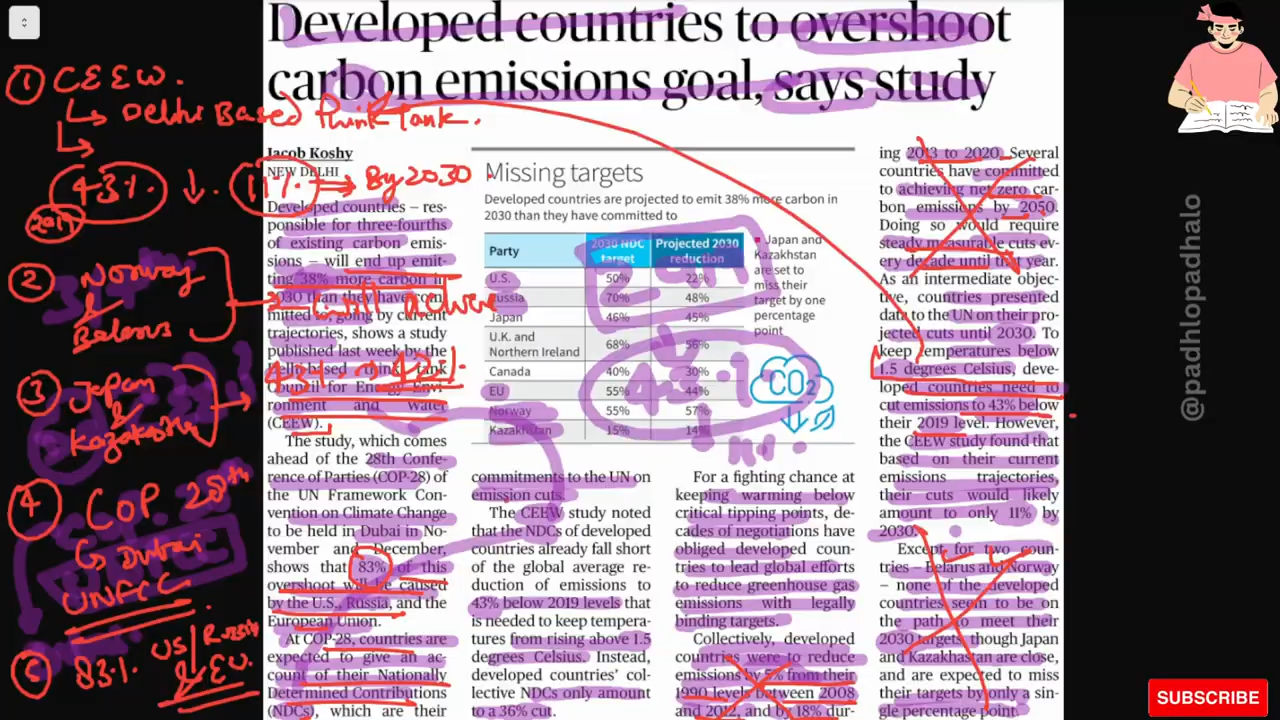 Developed countries to overshoot
carbon emissions goal, says study
① CEEW.
↳ Delhi Based Think Tank.
43%. ↓. (11%) → By 2030
2019
② Norway
&
Belarus
③ Japan
&
④ COP 28th
↳ Dubai
UNFCC
83%. US/Russia
& EU.
Jacob Koshy
NEW DELHI
Developed countries – res-
ponsible for three-fourths
of existing carbon emis-
sions – will end up emit-
ting 38% more carbon in
2030 than they have com-
mitted to going by current
trajectories, shows a study
published last week by the
Delhi-based think tank
Council for Energy Envi-
ronment and Water
(CEEW).
The study, which comes
ahead of the 28th Confe-
rence of Parties (COP-28) of
the UN Framework Con-
vention on Climate Change
to be held in Dubai in No-
vember and December,
shows that 83% of this
overshoot will be caused
by the U.S., Russia, and the
European Union.
At COP-28, countries are
expected to give an ac-
count of their Nationally
Determined Contributions
(NDCs), which are their
Missing targets
Developed countries are projected to emit 38% more carbon in
2030 than they have committed to
Party 2030 NDC target Projected 2030 reduction
U.S. 50% 22%
Russia 70% 48%
Japan 46% 45%
U.K. and
Northern Ireland 68% 56%
Canada 40% 30%
EU 55% 44%
Norway 55% 57%
Kazakhstan 15% 14%
Japan and
Kazakhstan
are set to
miss their
target by one
percentage
point
CO2
43%
commitments to the UN on
emission cuts.
The CEEW study noted
that the NDCs of developed
countries already fall short
of the global average re-
duction of emissions to
43% below 2019 levels that
is needed to keep tempera-
tures from rising above 1.5
degrees Celsius. Instead,
developed countries' col-
lective NDCs only amount
to a 36% cut.
For a fighting chance at
keeping warming below
critical tipping points, de-
cades of negotiations have
obliged developed coun-
tries to lead global efforts
to reduce greenhouse gas
emissions with legally
binding targets.
Collectively, developed
countries were to reduce
emissions by 5% from their
1990 levels between 2008
and 2012, and by 18% dur-
ing 2013 to 2020. Several
countries have committed
to achieving net zero car-
bon emissions by 2050.
Doing so would require
steady measurable cuts ev-
ery decade until that year.
As an intermediate objec-
tive, countries presented
data to the UN on their pro-
jected cuts until 2030. To
keep temperatures below
1.5 degrees Celsius, deve-
loped countries need to
cut emissions to 43% below
their 2019 level. However,
the CEEW study found that
based on their current
emissions trajectories,
their cuts would likely
amount to only 11% by
2030.
Except for two coun-
tries – Belarus and Norway
– none of the developed
countries seem to be on
the path to meet their
2030 targets, though Japan
and Kazakhstan are close,
and are expected to miss
their targets by only a sin-
gle percentage point.
@padhlopadhalo
SUBSCRIBE